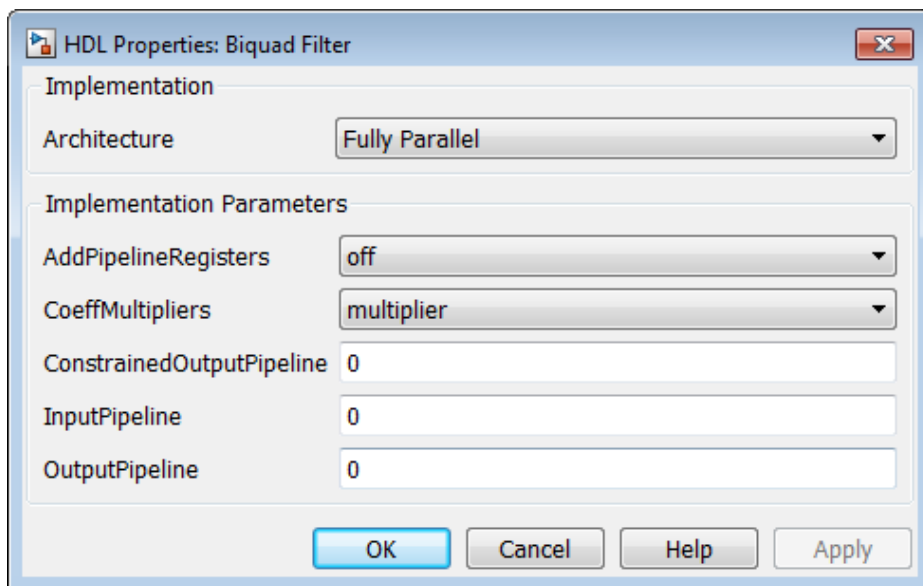 HDL Properties: Biquad Filter
Implementation
Architecture Fully Parallel
Implementation Parameters
AddPipelineRegisters off
CoeffMultipliers multiplier
ConstrainedOutputPipeline 0
InputPipeline 0
OutputPipeline 0
OK Cancel Help Apply